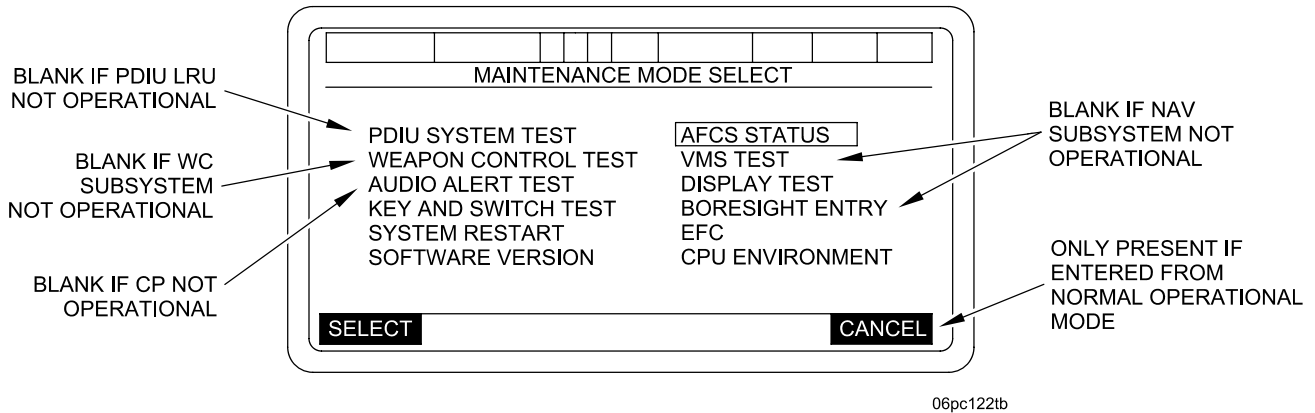 MAINTENANCE MODE SELECT
BLANK IF PDIU LRU
NOT OPERATIONAL
BLANK IF WC
SUBSYSTEM
NOT OPERATIONAL
BLANK IF CP NOT
OPERATIONAL
PDIU SYSTEM TEST
WEAPON CONTROL TEST
AUDIO ALERT TEST
KEY AND SWITCH TEST
SYSTEM RESTART
SOFTWARE VERSION
AFCS STATUS
VMS TEST
DISPLAY TEST
BORESIGHT ENTRY
EFC
CPU ENVIRONMENT
SELECT
CANCEL
BLANK IF NAV
SUBSYSTEM NOT
OPERATIONAL
ONLY PRESENT IF
ENTERED FROM
NORMAL OPERATIONAL
MODE
06pc122tb